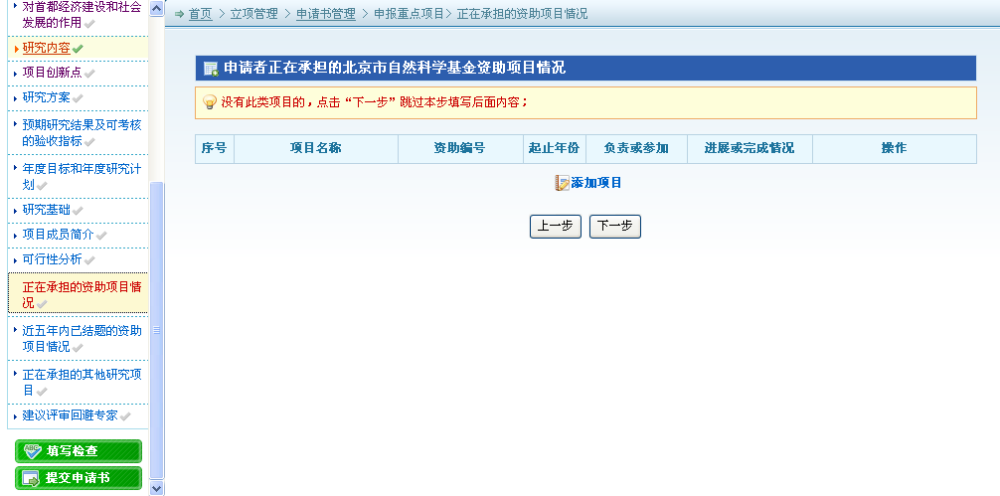 对首都经济建设和社会
发展的作用
研究内容
项目创新点
研究方案
预期研究结果及可考核
的验收指标
年度目标和年度研究计
划
研究基础
项目成员简介
可行性分析
正在承担的资助项目情
况
近五年内已结题的资助
项目情况
正在承担的其他研究项
目
建议评审回避专家
填写检查
提交申请书
首页 > 立项管理 > 申请书管理 > 申报重点项目> 正在承担的资助项目情况
申请者正在承担的北京市自然科学基金资助项目情况
没有此类项目的，点击“下一步”跳过本步填写后面内容；
序号 项目名称 资助编号 起止年份 负责或参加 进展或完成情况 操作
添加项目
上一步 下一步